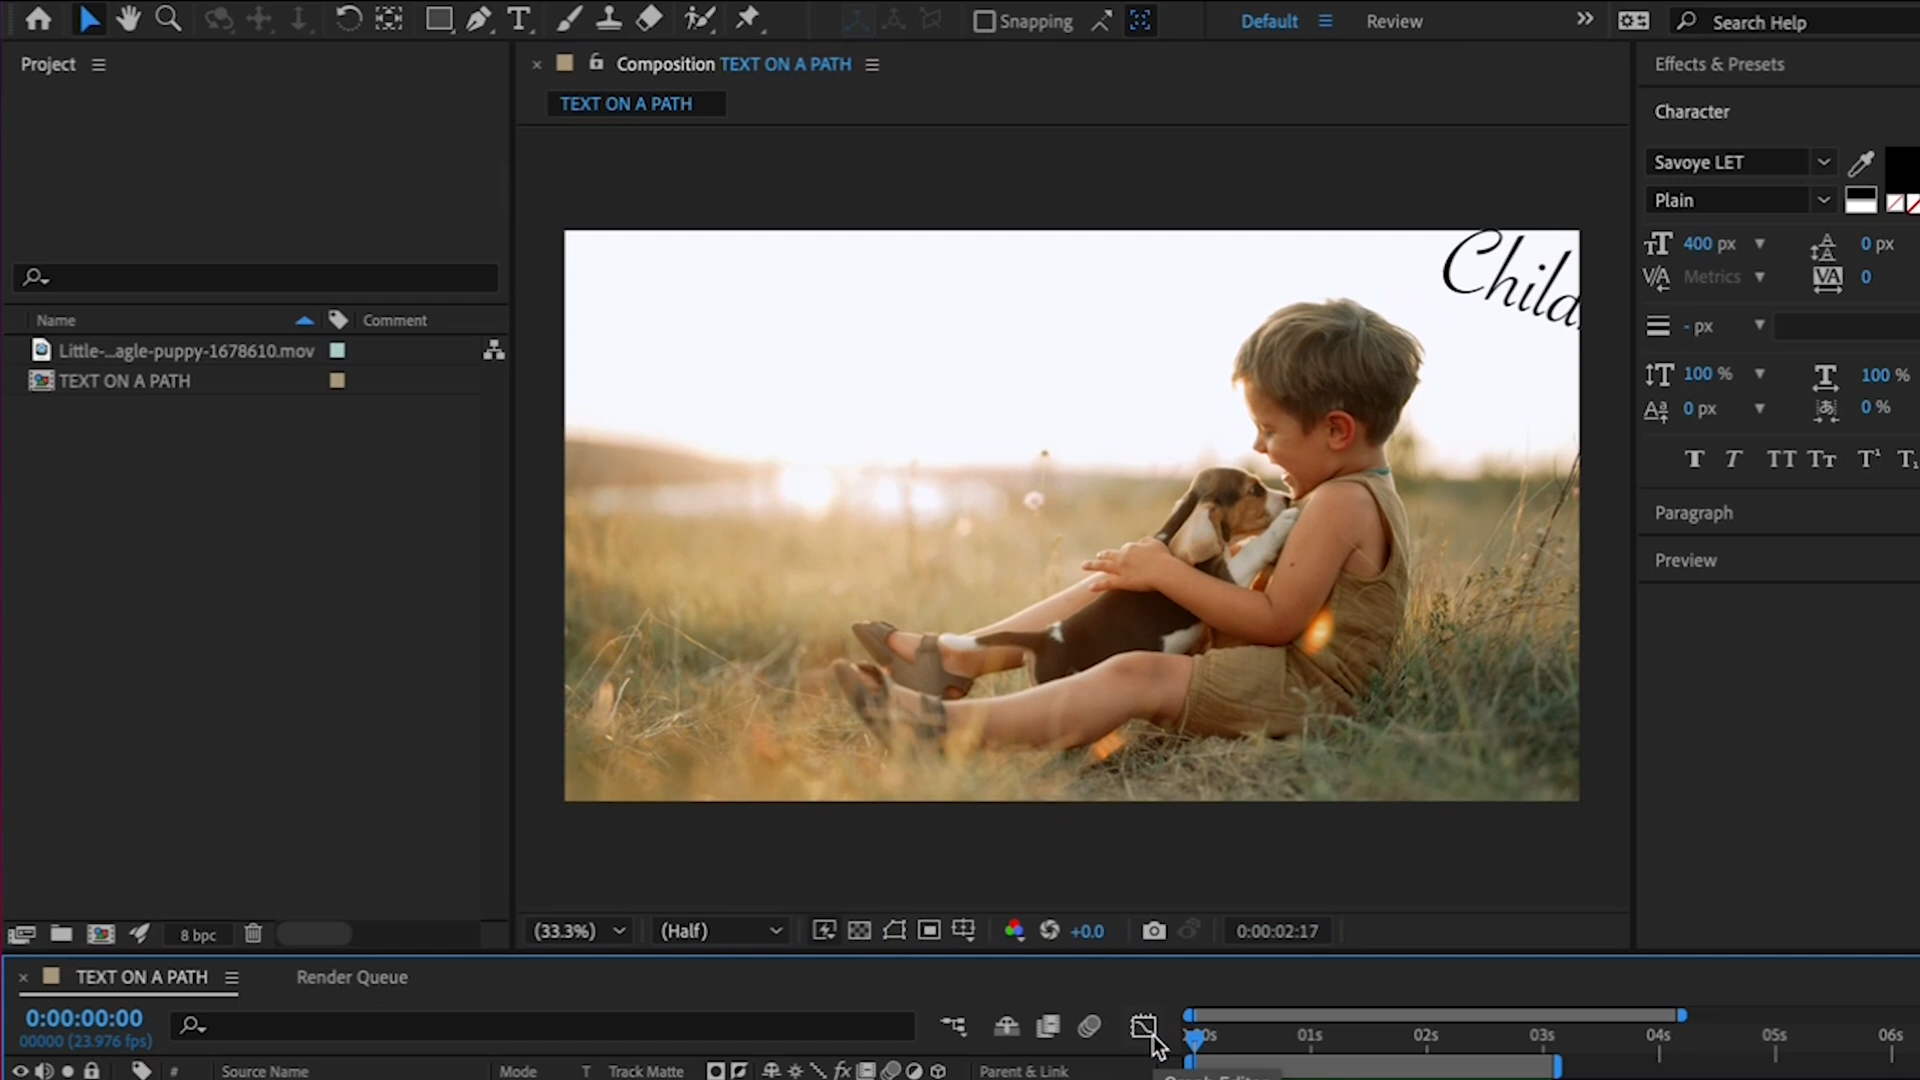 Snapping
Default
Review
Search Help
Project
Composition TEXT ON A PATH
Effects & Presets
TEXT ON A PATH
Character
Savoye LET
Plain
400 px
0 px
Metrics
0
- px
100 %
100 %
0 px
0 %
Name
Comment
Little-...agle-puppy-1678610.mov
TEXT ON A PATH
Paragraph
Preview
8 bpc
(33.3%)
(Half)
+0.0
0:00:02:17
TEXT ON A PATH
Render Queue
0:00:00:00
00000 (23.976 fps)
01s
02s
03s
04s
05s
06s
#
Source Name
Mode
T
Track Matte
Parent & Link